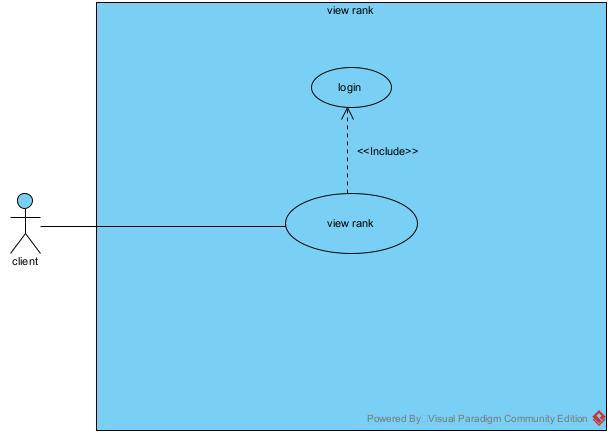 view rank
login
<<Include>>
view rank
client
Powered By Visual Paradigm Community Edition